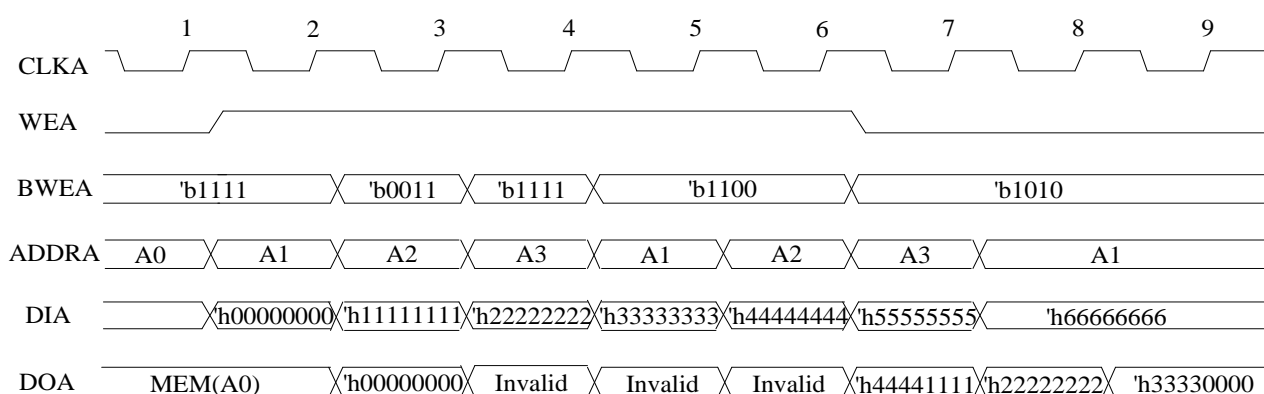 1 2 3 4 5 6 7 8 9
CLKA
WEA
BWEA 'b1111 'b0011 'b1111 'b1100 'b1010
ADDRA A0 A1 A2 A3 A1 A2 A3 A1
DIA 'h00000000 'h11111111 'h22222222 'h33333333 'h44444444 'h55555555 'h66666666
DOA MEM(A0) 'h00000000 Invalid Invalid Invalid 'h44441111 'h22222222 'h33330000